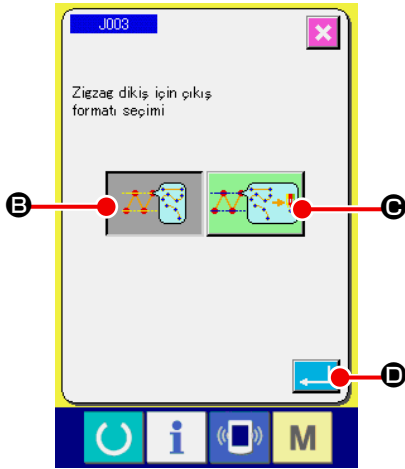 J003
Zigzag dikiş için çıkış
formatı seçimi
B
C
D
i
M